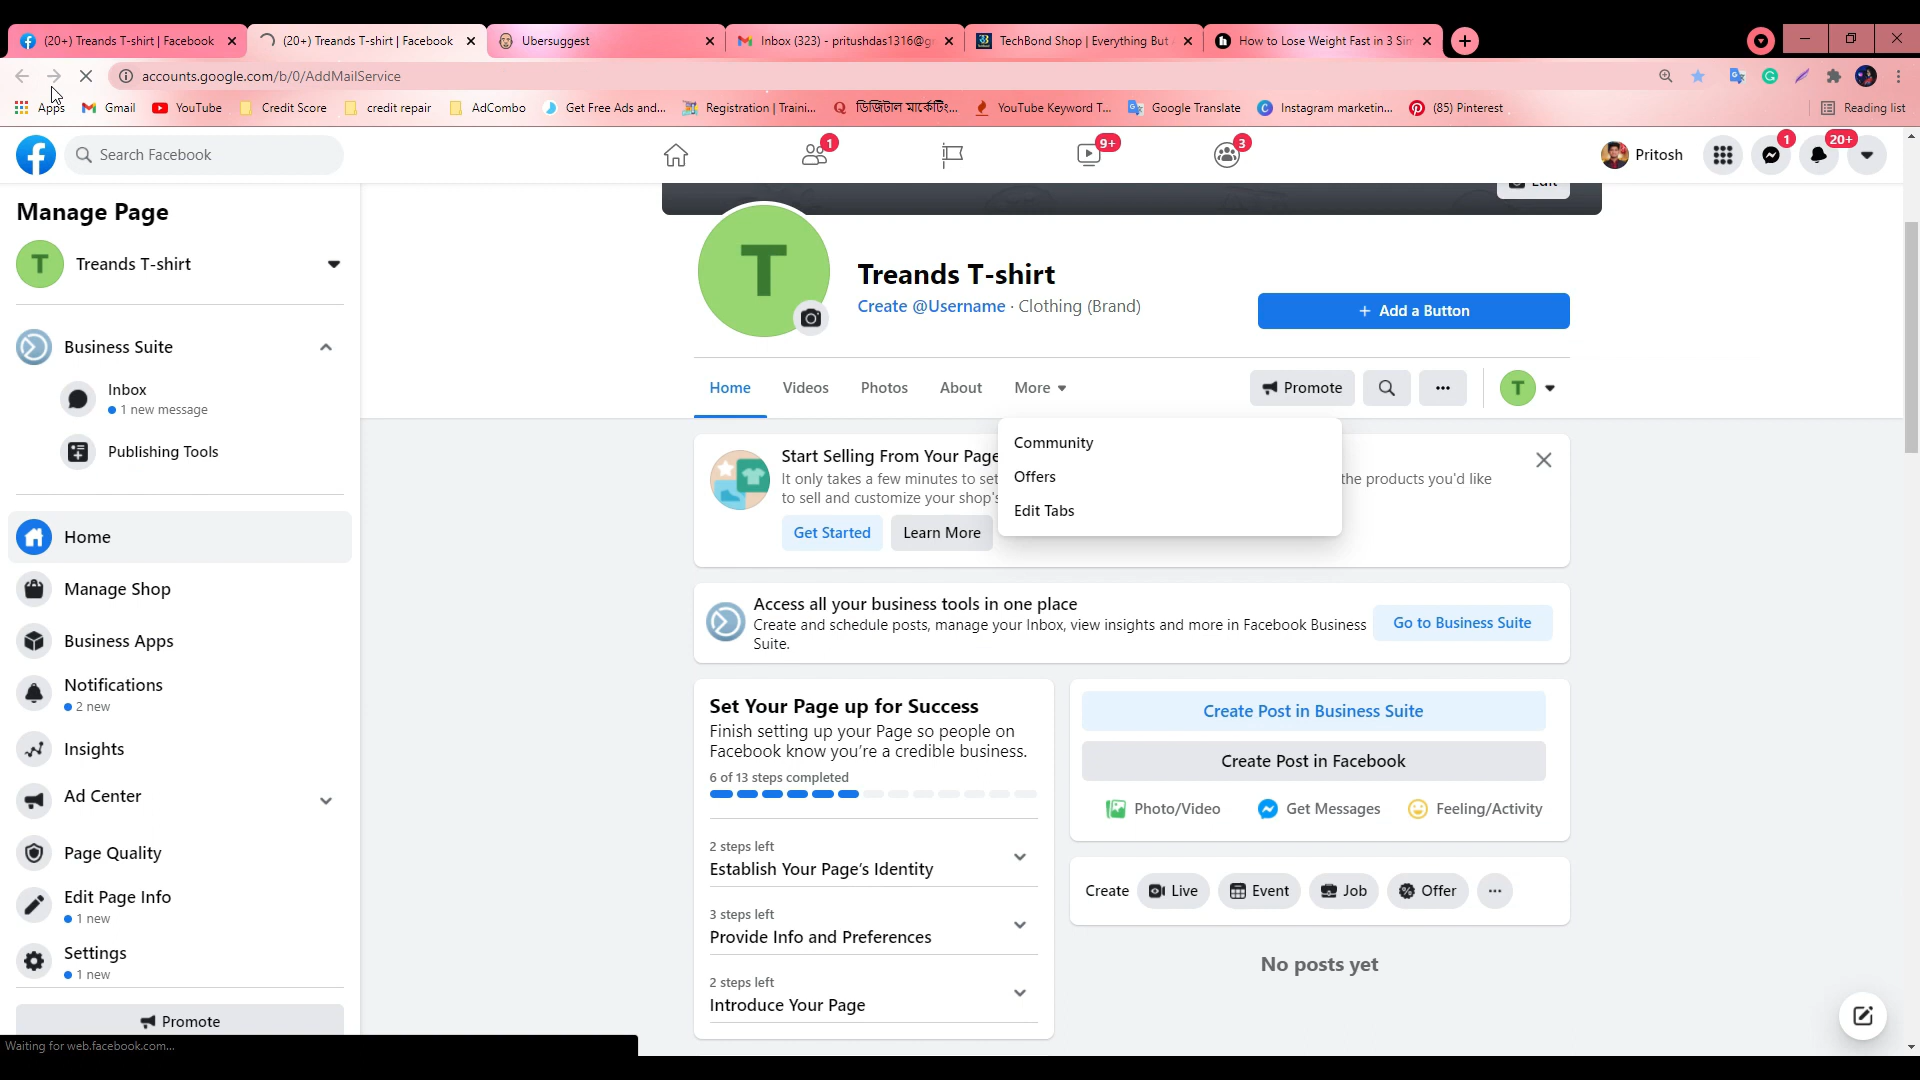 (20+) Treands T-shirt | Facebook
(20+) Treands T-shirt | Facebook
Ubersuggest
Inbox (323) - pritushdas1316@g
TechBond Shop | Everything But
How to Lose Weight Fast in 3 Sim
accounts.google.com/b/0/AddMailService
Apps
Gmail
YouTube
Credit Score
credit repair
AdCombo
Get Free Ads and...
Registration | Traini...
ডিজিটাল মার্কেটিং...
YouTube Keyword T...
Google Translate
Instagram marketin...
(85) Pinterest
Reading list
Search Facebook
1
9+
3
Pritosh
1
20+
Manage Page
T
Treands T-shirt
Business Suite
Inbox
1 new message
Publishing Tools
Home
Manage Shop
Business Apps
Notifications
2 new
Insights
Ad Center
Page Quality
Edit Page Info
1 new
Settings
1 new
Promote
Waiting for web.facebook.com...
Edit
T
Treands T-shirt
Create @Username · Clothing (Brand)
+ Add a Button
Home
Videos
Photos
About
More
Promote
T
Community
Offers
Edit Tabs
Start Selling From Your Page
It only takes a few minutes to set
the products you'd like
to sell and customize your shop's
Get Started
Learn More
Access all your business tools in one place
Create and schedule posts, manage your Inbox, view insights and more in Facebook Business
Suite.
Go to Business Suite
Set Your Page up for Success
Finish setting up your Page so people on
Facebook know you're a credible business.
6 of 13 steps completed
2 steps left
Establish Your Page's Identity
3 steps left
Provide Info and Preferences
2 steps left
Introduce Your Page
Create Post in Business Suite
Create Post in Facebook
Photo/Video
Get Messages
Feeling/Activity
Create
Live
Event
Job
Offer
No posts yet